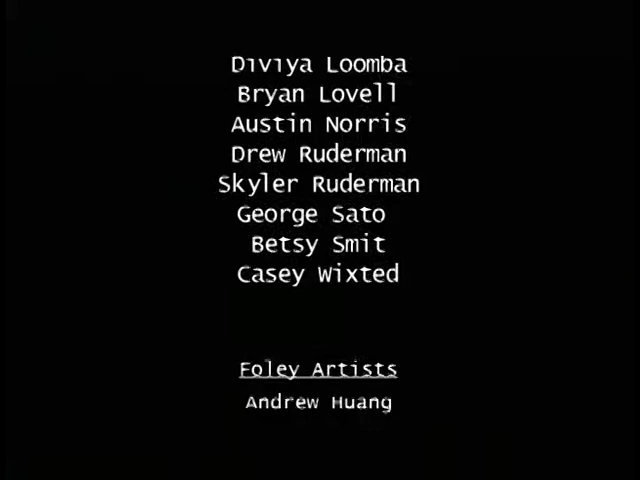 Diviya Loomba
Bryan Lovell
Austin Norris
Drew Ruderman
Skyler Ruderman
George Sato
Betsy Smit
Casey Wixted
Foley Artists
Andrew Huang